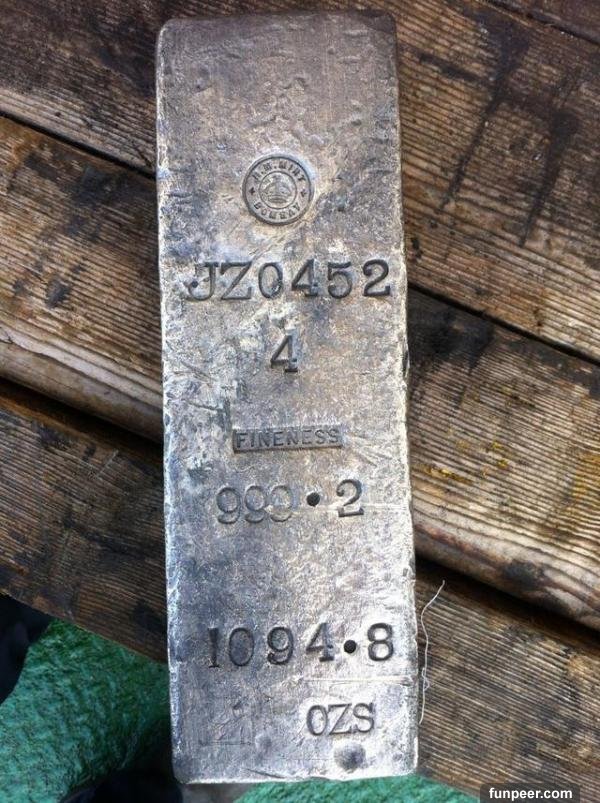 H.M. MINT
BOMBAY
JZ0452
4
FINENESS
999•2
1094•8
OZS
funpeer.com